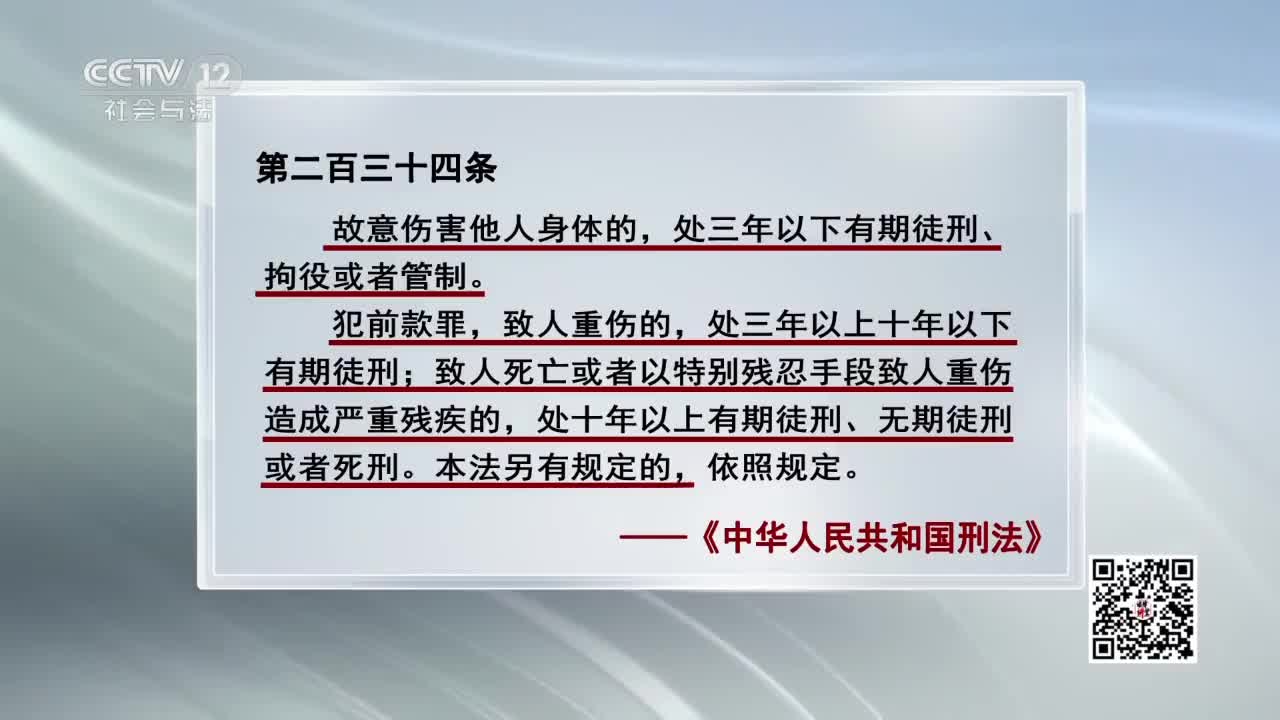 CCTV 12
社会与法
第二百三十四条
故意伤害他人身体的，处三年以下有期徒刑、
拘役或者管制。
犯前款罪，致人重伤的，处三年以上十年以下
有期徒刑；致人死亡或者以特别残忍手段致人重伤
造成严重残疾的，处十年以上有期徒刑、无期徒刑
或者死刑。本法另有规定的，依照规定。
——《中华人民共和国刑法》